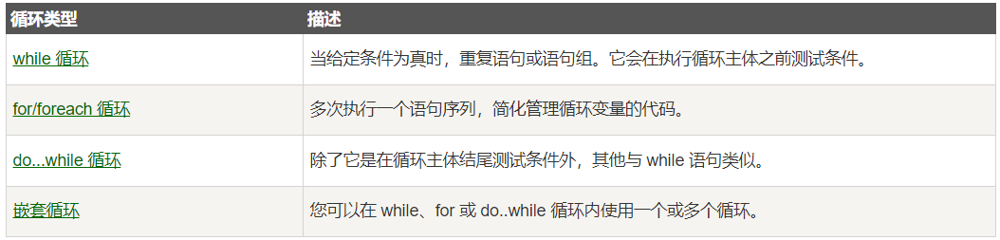 循环类型 描述
while 循环 当给定条件为真时，重复语句或语句组。它会在执行循环主体之前测试条件。
for/foreach 循环 多次执行一个语句序列，简化管理循环变量的代码。
do...while 循环 除了它是在循环主体结尾测试条件外，其他与 while 语句类似。
嵌套循环 您可以在 while、for 或 do..while 循环内使用一个或多个循环。